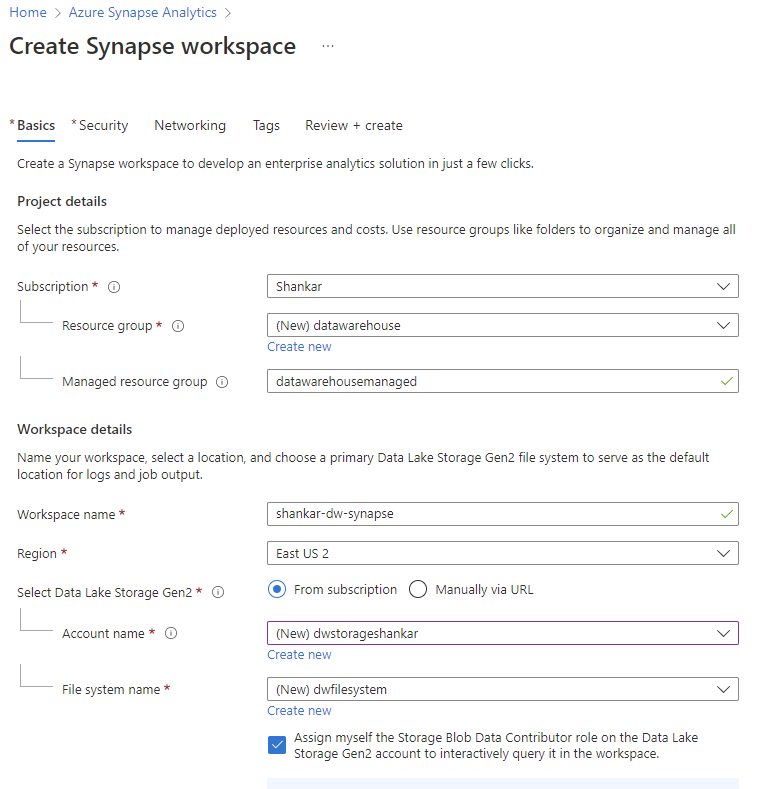 Home > Azure Synapse Analytics >
Create Synapse workspace ...
* Basics * Security Networking Tags Review + create
Create a Synapse workspace to develop an enterprise analytics solution in just a few clicks.
Project details
Select the subscription to manage deployed resources and costs. Use resource groups like folders to organize and manage all
of your resources.
Subscription * Shankar
Resource group * (New) datawarehouse
Create new
Managed resource group datawarehousemanaged
Workspace details
Name your workspace, select a location, and choose a primary Data Lake Storage Gen2 file system to serve as the default
location for logs and job output.
Workspace name * shankar-dw-synapse
Region * East US 2
Select Data Lake Storage Gen2 * From subscription Manually via URL
Account name * (New) dwstorageshankar
Create new
File system name * (New) dwfilesystem
Create new
Assign myself the Storage Blob Data Contributor role on the Data Lake
Storage Gen2 account to interactively query it in the workspace.